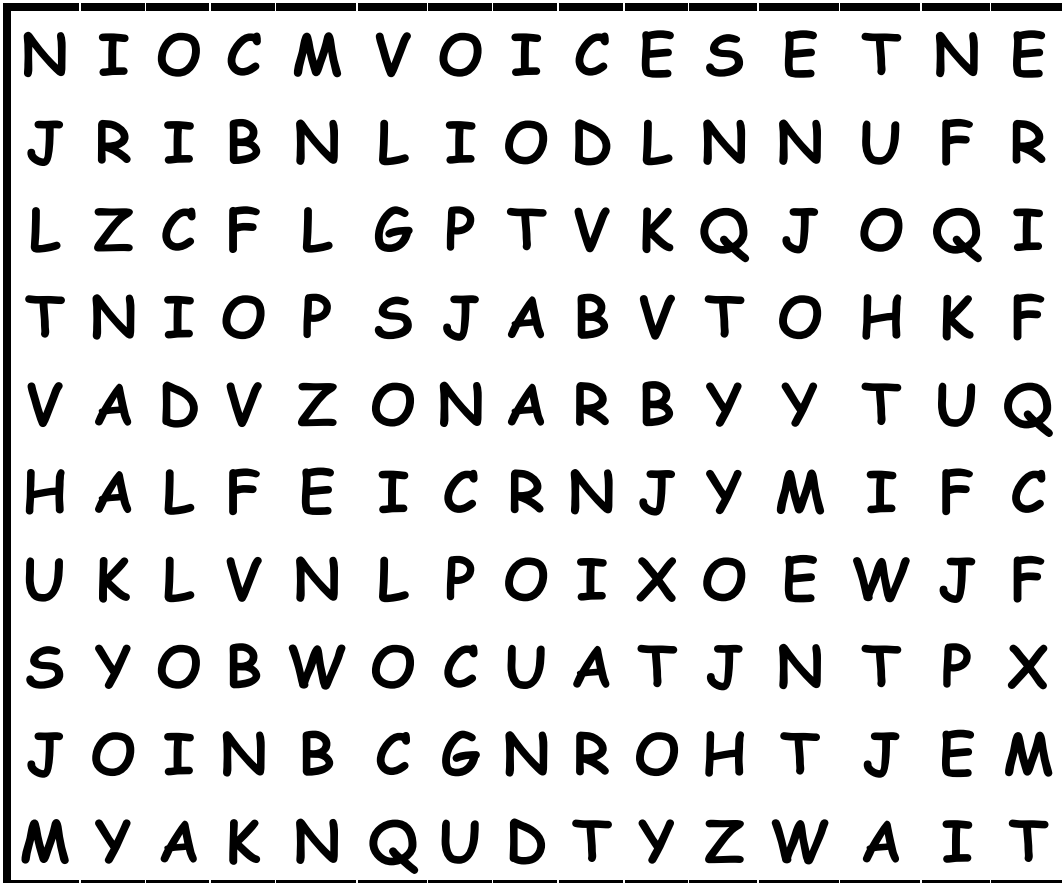 N I O C M V O I C E S E T N E
J R I B N L I O D L N N U F R
L Z C F L G P T V K Q J O Q I
T N I O P S J A B V T O H K F
V A D V Z O N A R B Y Y T U Q
H A L F E I C R N J Y M I F C
U K L V N L P O I X O E W J F
S Y O B W O C U A T J N T P X
J O I N B C G N R O H T J E M
M Y A K N Q U D T Y Z W A I T